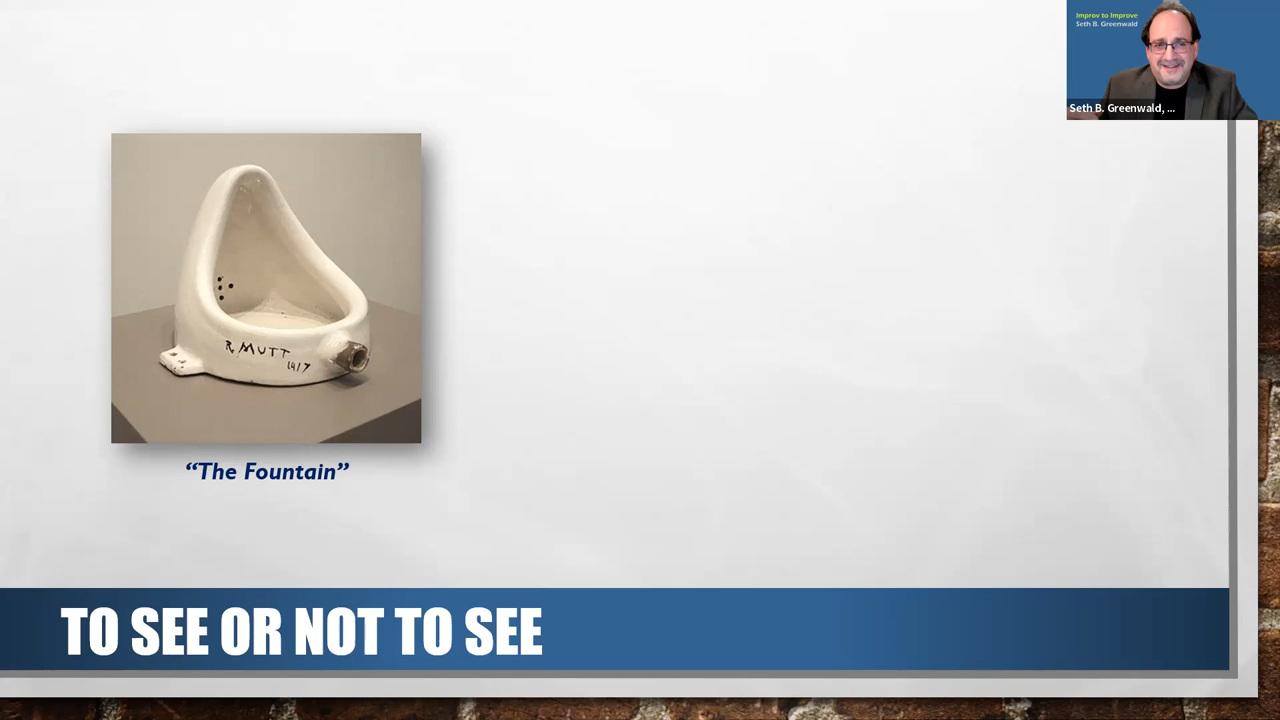 Improv to Improve
Seth B. Greenwald
Seth B. Greenwald, ...
R. MUTT
1917
“The Fountain”
TO SEE OR NOT TO SEE